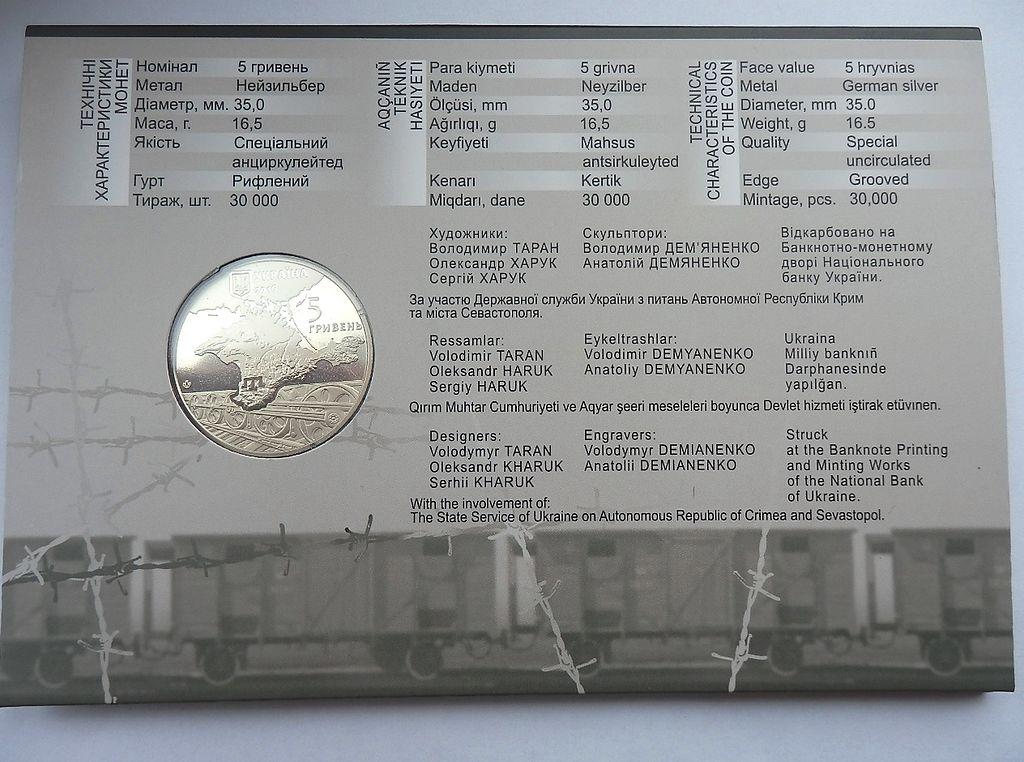 ТЕХНІЧНІ
ХАРАКТЕРИСТИКИ
МОНЕТ
Номінал 5 гривень
Метал Нейзильбер
Діаметр, мм. 35,0
Маса, г. 16,5
Якість Спеціальний
анциркулейтед
Гурт Рифлений
Тираж, шт. 30 000
AQÇANIÑ
TEKNIK
HASIYETI
Para kiymeti 5 grivna
Maden Neyzilber
Ölçüsi, mm 35,0
Ağırlıqı, g 16,5
Keyfiyeti Mahsus
antsirkuleyted
Kenarı Kertik
Miqdarı, dane 30 000
TECHNICAL
CHARACTERISTICS
OF THE COIN
Face value 5 hryvnias
Metal German silver
Diameter, mm 35.0
Weight, g 16.5
Quality Special
uncirculated
Edge Grooved
Mintage, pcs. 30,000
УКРАЇНА
5
ГРИВЕНЬ
Художники:
Володимир ТАРАН
Олександр ХАРУК
Сергій ХАРУК
Скульптори:
Володимир ДЕМ'ЯНЕНКО
Анатолій ДЕМЯНЕНКО
Відкарбовано на
Банкнотно-монетному
дворі Національного
банку України.
За участю Державної служби України з питань Автономної Республіки Крим
та міста Севастополя.
Ressamlar:
Volodimir TARAN
Oleksandr HARUK
Sergiy HARUK
Eykeltrashlar:
Volodimir DEMYANENKO
Anatoliy DEMYANENKO
Ukraina
Milliy banknıñ
Darphanesinde
yapılğan.
Qırım Muhtar Cumhuriyeti ve Aqyar şeeri meseleleri boyunca Devlet hizmeti iştirak etüvinen.
Designers:
Volodymyr TARAN
Oleksandr KHARUK
Serhii KHARUK
Engravers:
Volodymyr DEMIANENKO
Anatolii DEMIANENKO
Struck
at the Banknote Printing
and Minting Works
of the National Bank
of Ukraine.
With the involvement of:
The State Service of Ukraine on Autonomous Republic of Crimea and Sevastopol.